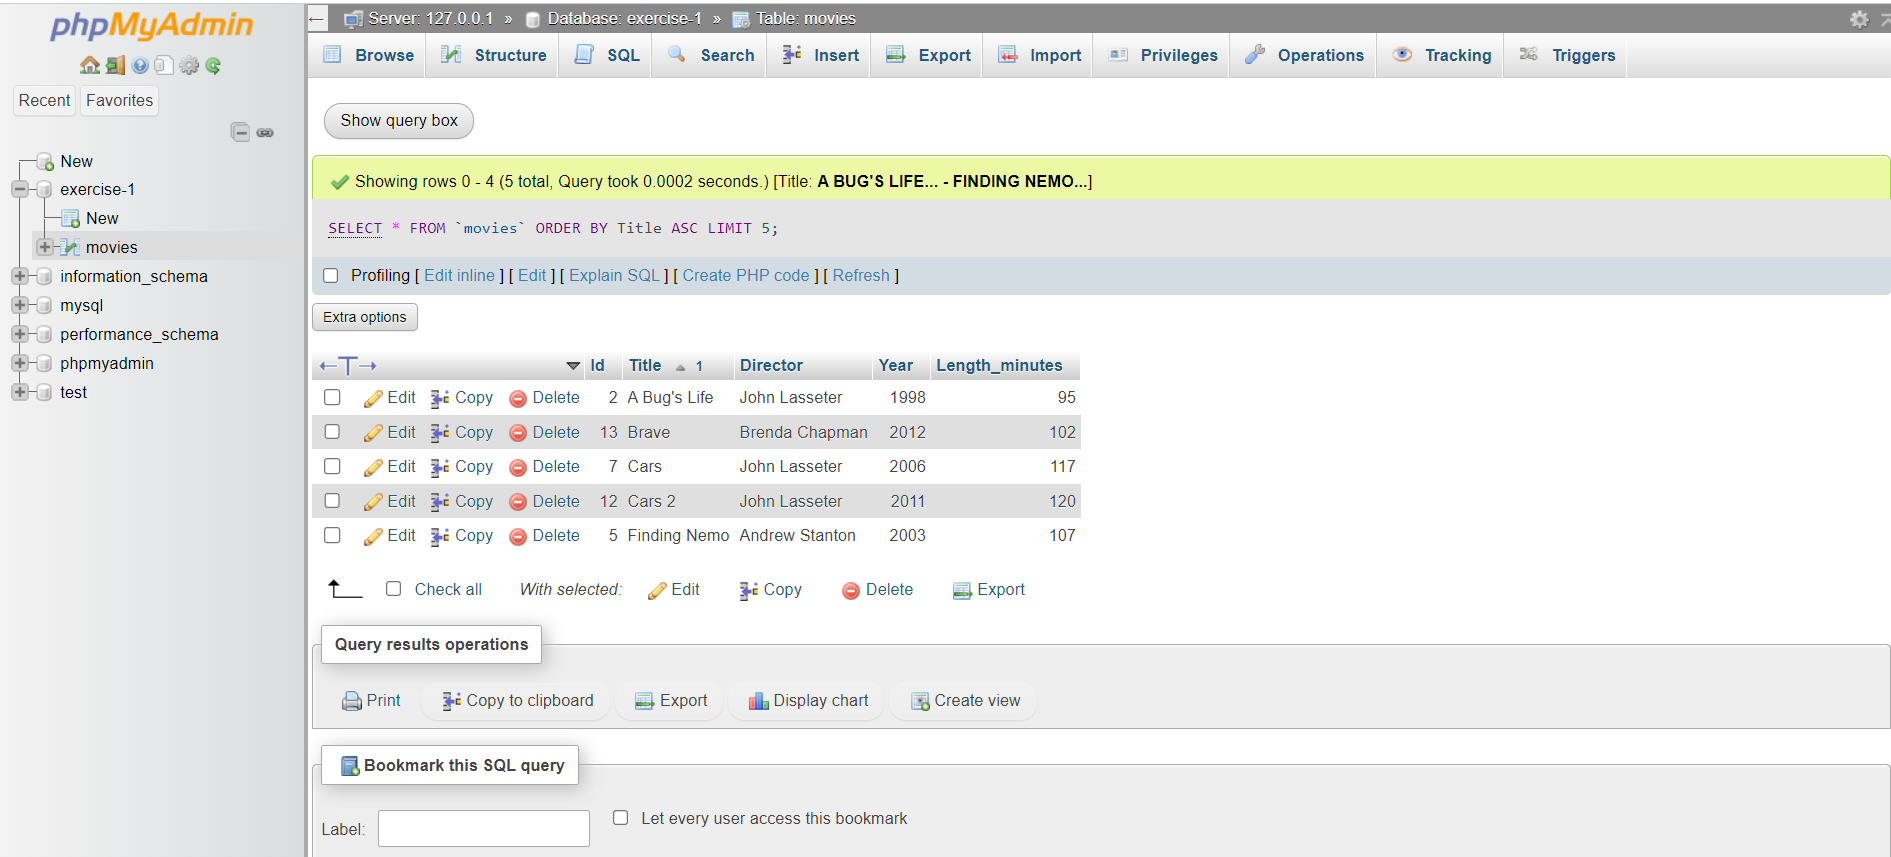 phpMyAdmin
Recent Favorites
New
exercise-1
New
movies
information_schema
mysql
performance_schema
phpmyadmin
test
Server: 127.0.0.1 » Database: exercise-1 » Table: movies
Browse Structure SQL Search Insert Export Import Privileges Operations Tracking Triggers
Show query box
Showing rows 0 - 4 (5 total, Query took 0.0002 seconds.) [Title: A BUG'S LIFE... - FINDING NEMO...]
SELECT * FROM `movies` ORDER BY Title ASC LIMIT 5;
Profiling [ Edit inline ] [ Edit ] [ Explain SQL ] [ Create PHP code ] [ Refresh ]
Extra options
←T→ Id Title 1 Director Year Length_minutes
Edit Copy Delete 2 A Bug's Life John Lasseter 1998 95
Edit Copy Delete 13 Brave Brenda Chapman 2012 102
Edit Copy Delete 7 Cars John Lasseter 2006 117
Edit Copy Delete 12 Cars 2 John Lasseter 2011 120
Edit Copy Delete 5 Finding Nemo Andrew Stanton 2003 107
Check all With selected: Edit Copy Delete Export
Query results operations
Print Copy to clipboard Export Display chart Create view
Bookmark this SQL query
Label: Let every user access this bookmark